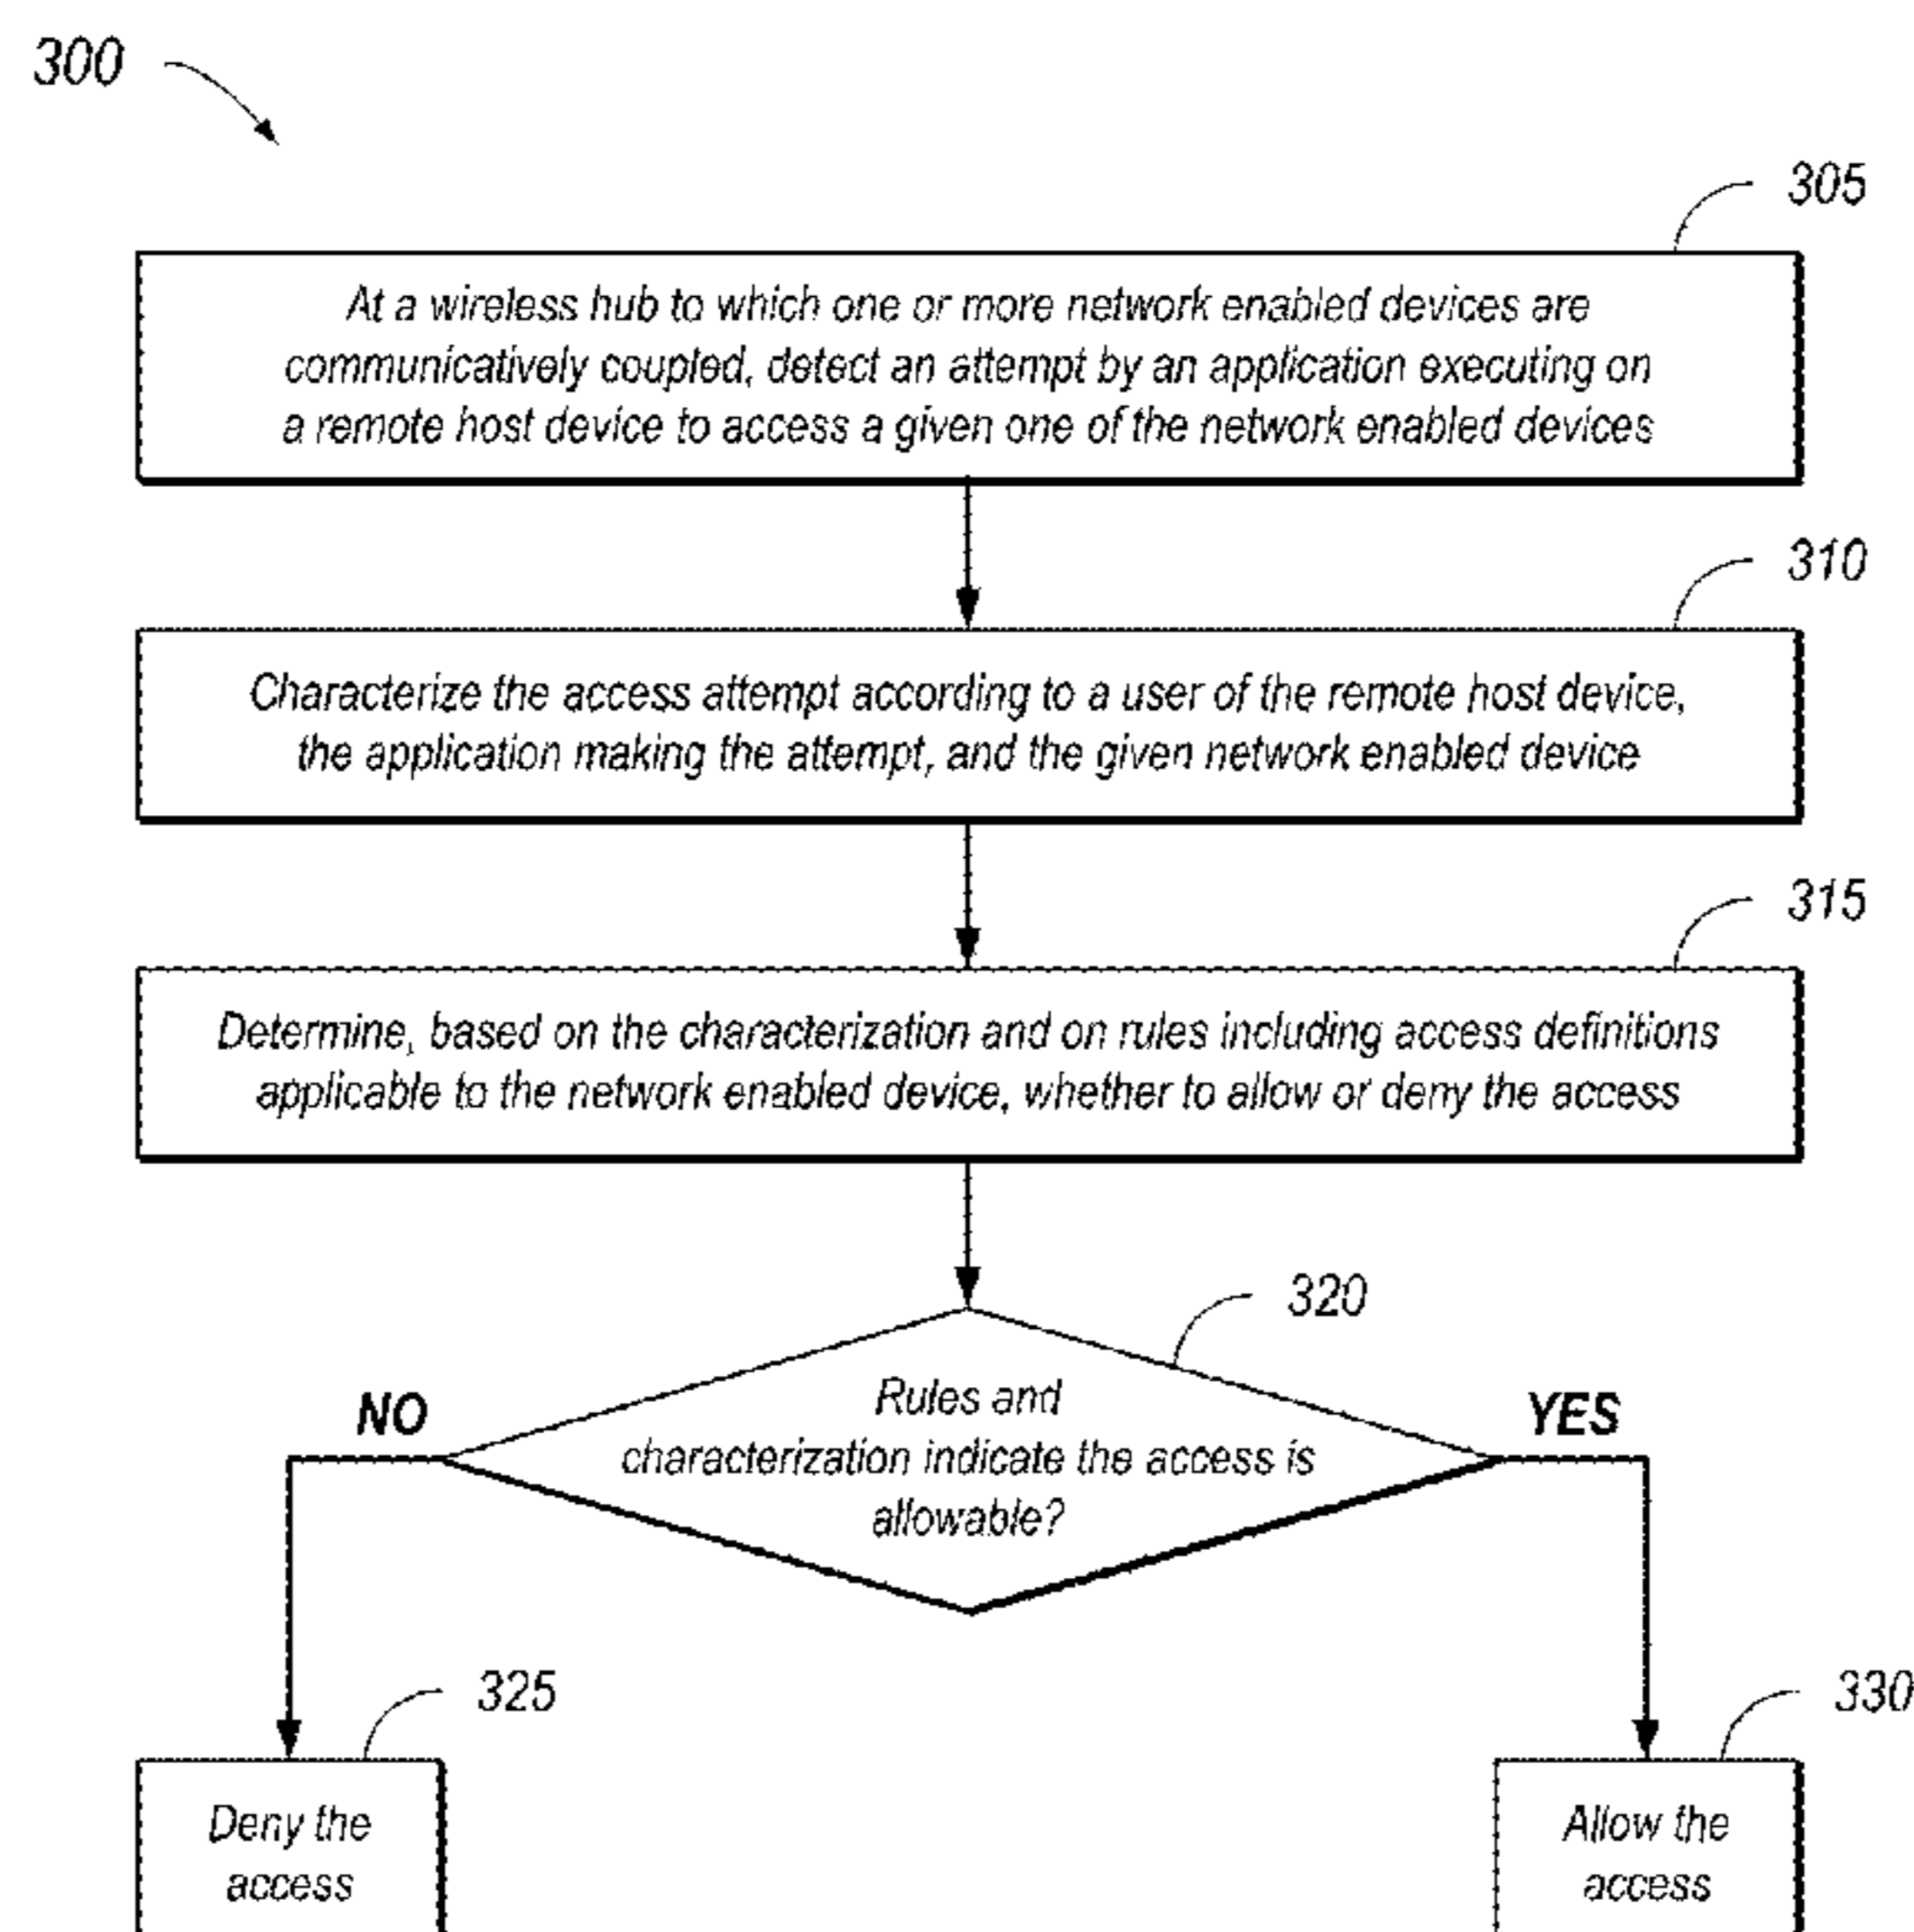 300
305
At a wireless hub to which one or more network enabled devices are
communicatively coupled, detect an attempt by an application executing on
a remote host device to access a given one of the network enabled devices
310
Characterize the access attempt according to a user of the remote host device,
the application making the attempt, and the given network enabled device
315
Determine, based on the characterization and on rules including access definitions
applicable to the network enabled device, whether to allow or deny the access
320
Rules and
characterization indicate the access is
allowable?
NO
YES
325
Deny the
access
330
Allow the
access